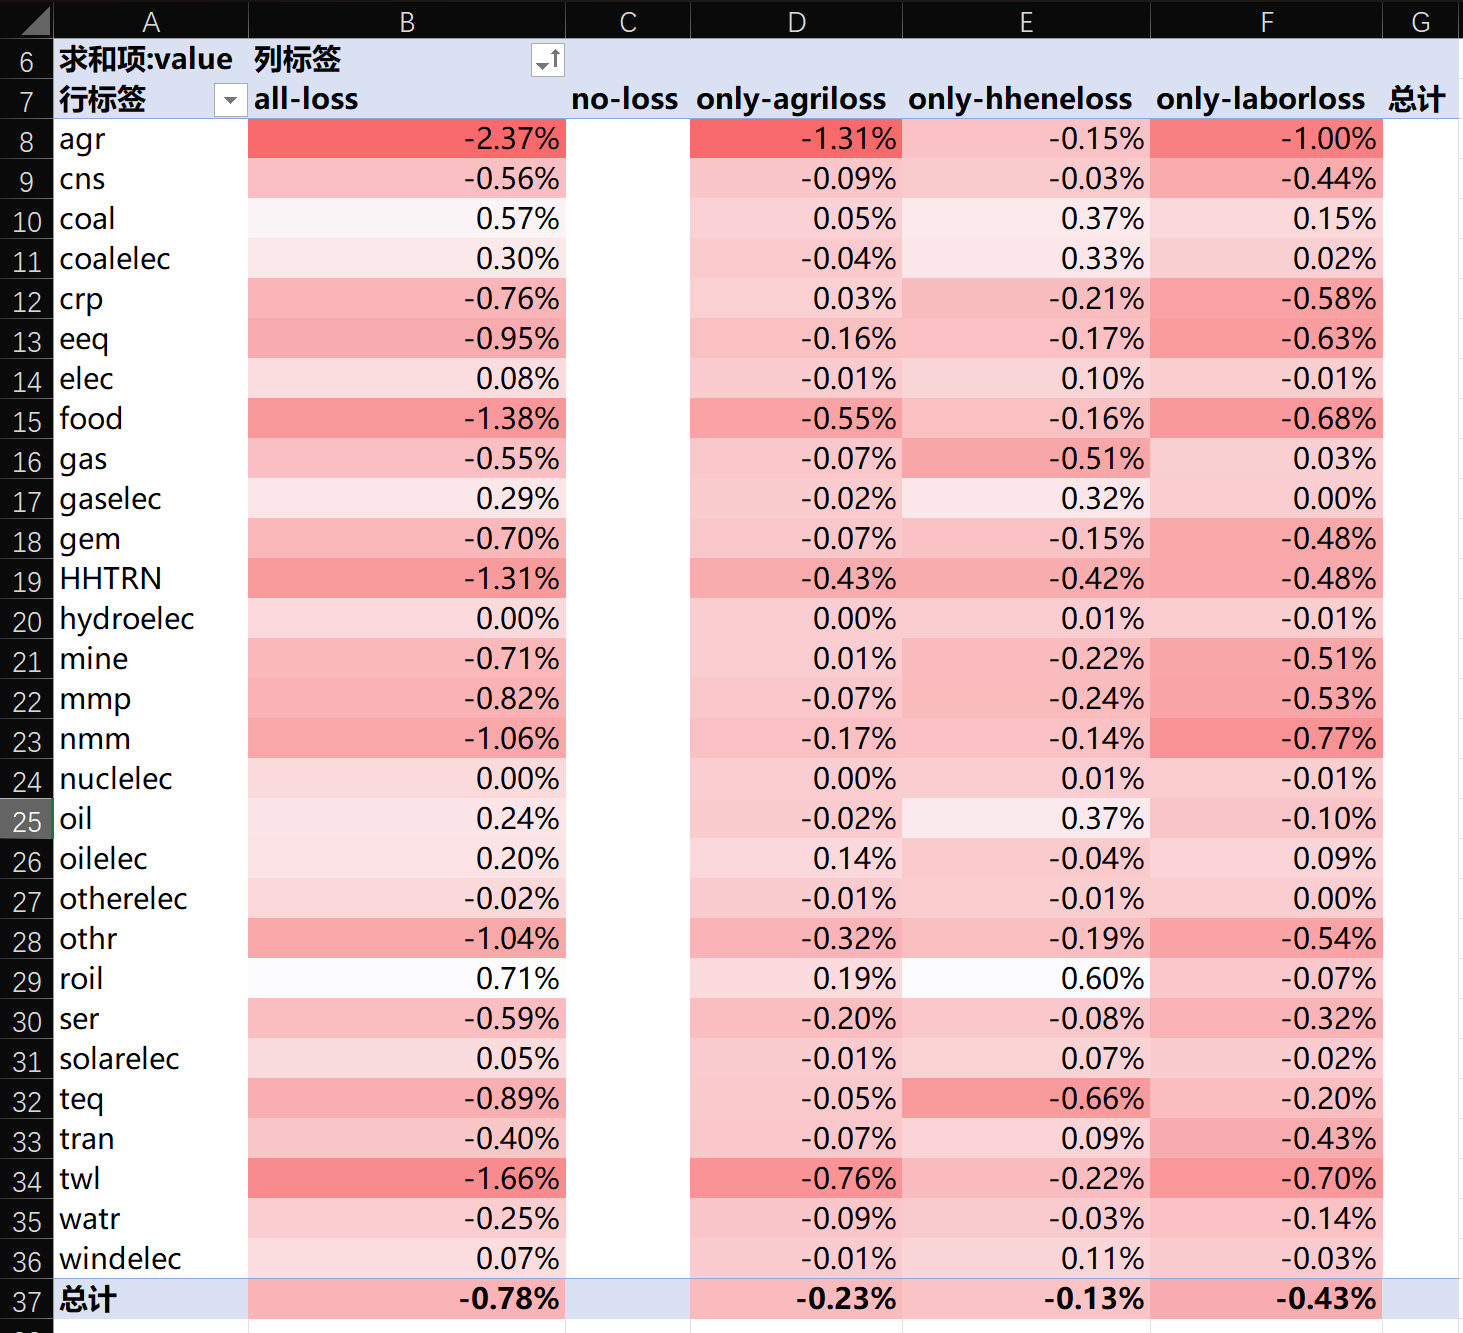 A B C D E F G
6 求和项:value 列标签
7 行标签 all-loss no-loss only-agriloss only-hheneloss only-laborloss 总计
8 agr -2.37% -1.31% -0.15% -1.00%
9 cns -0.56% -0.09% -0.03% -0.44%
10 coal 0.57% 0.05% 0.37% 0.15%
11 coalelec 0.30% -0.04% 0.33% 0.02%
12 crp -0.76% 0.03% -0.21% -0.58%
13 eeq -0.95% -0.16% -0.17% -0.63%
14 elec 0.08% -0.01% 0.10% -0.01%
15 food -1.38% -0.55% -0.16% -0.68%
16 gas -0.55% -0.07% -0.51% 0.03%
17 gaselec 0.29% -0.02% 0.32% 0.00%
18 gem -0.70% -0.07% -0.15% -0.48%
19 HHTRN -1.31% -0.43% -0.42% -0.48%
20 hydroelec 0.00% 0.00% 0.01% -0.01%
21 mine -0.71% 0.01% -0.22% -0.51%
22 mmp -0.82% -0.07% -0.24% -0.53%
23 nmm -1.06% -0.17% -0.14% -0.77%
24 nuclelec 0.00% 0.00% 0.01% -0.01%
25 oil 0.24% -0.02% 0.37% -0.10%
26 oilelec 0.20% 0.14% -0.04% 0.09%
27 otherelec -0.02% -0.01% -0.01% 0.00%
28 othr -1.04% -0.32% -0.19% -0.54%
29 roil 0.71% 0.19% 0.60% -0.07%
30 ser -0.59% -0.20% -0.08% -0.32%
31 solarelec 0.05% -0.01% 0.07% -0.02%
32 teq -0.89% -0.05% -0.66% -0.20%
33 tran -0.40% -0.07% 0.09% -0.43%
34 twl -1.66% -0.76% -0.22% -0.70%
35 watr -0.25% -0.09% -0.03% -0.14%
36 windelec 0.07% -0.01% 0.11% -0.03%
37 总计 -0.78% -0.23% -0.13% -0.43%